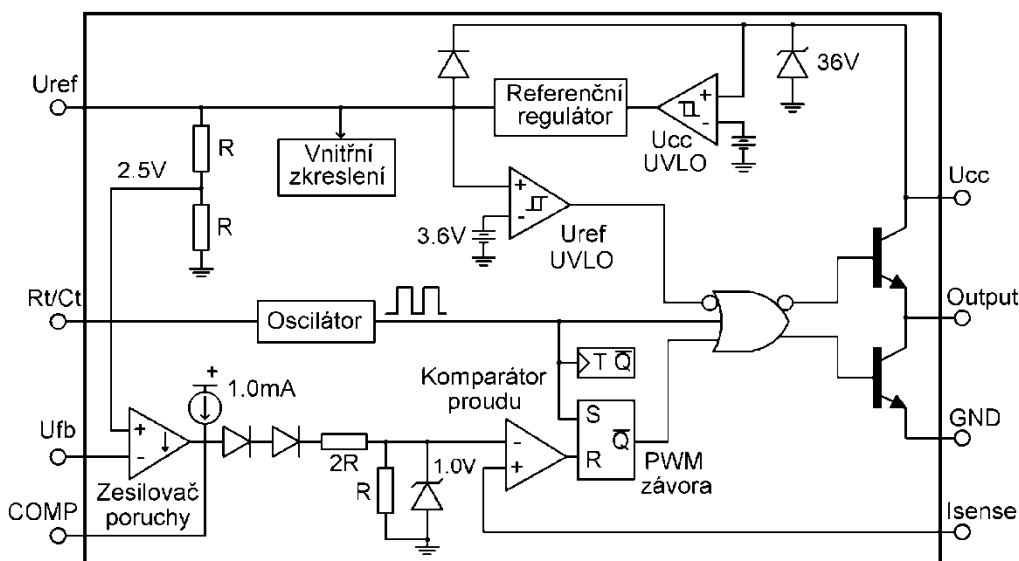 Uref
36V
Referenční
regulátor
+
-
Ucc
UVLO
R
Vnitřní
zkreslení
2.5V
R
+
-
3.6V
Uref
UVLO
Ucc
Rt/Ct
Oscilátor
Output
T Q
+
1.0mA
Komparátor
proudu
S
Q
R
PWM
závora
GND
Ufb
+
-
2R
R
1.0V
-
+
Zesilovač
poruchy
COMP
Isense